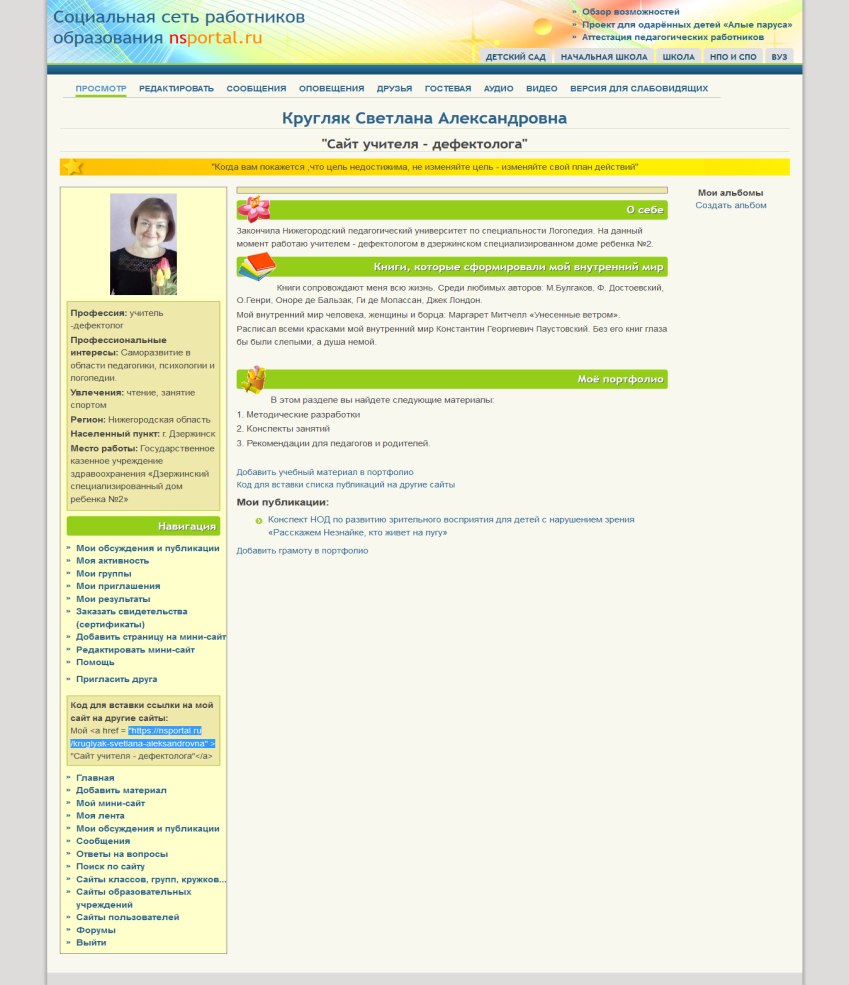 Социальная сеть работников
образования nsportal.ru
Обзор возможностей
Проект для одарённых детей «Алые паруса»
Аттестация педагогических работников
ДЕТСКИЙ САД НАЧАЛЬНАЯ ШКОЛА ШКОЛА НПО И СПО ВУЗ
ПРОСМОТР РЕДАКТИРОВАТЬ СООБЩЕНИЯ ОПОВЕЩЕНИЯ ДРУЗЬЯ ГОСТЕВАЯ АУДИО ВИДЕО ВЕРСИЯ ДЛЯ СЛАБОВИДЯЩИХ
Кругляк Светлана Александровна
"Сайт учителя - дефектолога"
"Когда вам покажется ,что цель недостижима, не изменяйте цель - изменяйте свой план действий"
Профессия: учитель
-дефектолог
Профессиональные
интересы: Саморазвитие в
области педагогики, психологии и
логопедии.
Увлечения: чтение, занятие
спортом
Регион: Нижегородская область
Населенный пункт: г. Дзержинск
Место работы: Государственное
казенное учреждение
здравоохранения «Дзержинский
специализированный дом
ребенка №2»
Навигация
» Мои обсуждения и публикации
» Моя активность
» Мои группы
» Мои приглашения
» Мои результаты
» Заказать свидетельства
(сертификаты)
» Добавить страницу на мини-сайт
» Редактировать мини-сайт
» Помощь
» Пригласить друга
Код для вставки ссылки на мой
сайт на другие сайты:
Мой <a href = "https://nsportal.ru
/kruglyak-svetlana-aleksandrovna" >
"Сайт учителя - дефектолога"</a>
» Главная
» Добавить материал
» Мой мини-сайт
» Моя лента
» Мои обсуждения и публикации
» Сообщения
» Ответы на вопросы
» Поиск по сайту
» Сайты классов, групп, кружков...
» Сайты образовательных
учреждений
» Сайты пользователей
» Форумы
» Выйти
О себе
Закончила Нижегородский педагогический университет по специальности Логопедия. На данный
момент работаю учителем - дефектологом в дзержинском специализированном доме ребенка №2.
Книги, которые сформировали мой внутренний мир
Книги сопровождают меня всю жизнь. Среди любимых авторов: М.Булгаков, Ф. Достоевский,
О.Генри, Оноре де Бальзак, Ги де Мопассан, Джек Лондон.
Мой внутренний мир человека, женщины и борца: Маргарет Митчелл «Унесенные ветром».
Расписал всеми красками мой внутренний мир Константин Георгиевич Паустовский. Без его книг глаза
бы были слепыми, а душа немой.
Моё портфолио
В этом разделе вы найдете следующие материалы:
1. Методические разработки
2. Конспекты занятий
3. Рекомендации для педагогов и родителей.
Добавить учебный материал в портфолио
Код для вставки списка публикаций на другие сайты
Мои публикации:
Конспект НОД по развитию зрительного восприятия для детей с нарушением зрения
«Расскажем Незнайке, кто живет на лугу»
Добавить грамоту в портфолио
Мои альбомы
Создать альбом